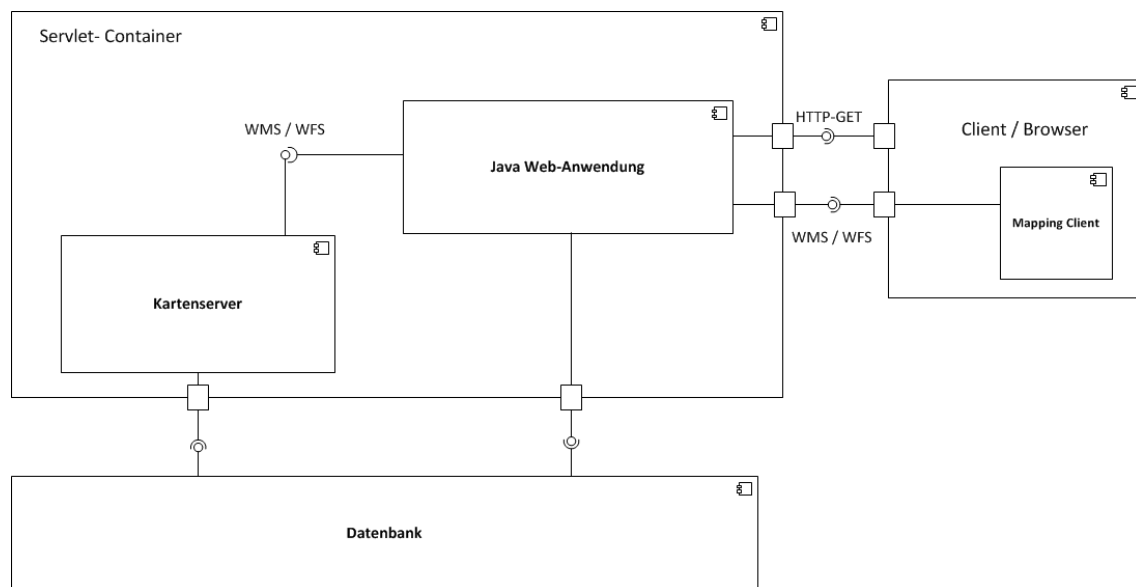 Servlet- Container
WMS / WFS
Java Web-Anwendung
HTTP-GET
Client / Browser
WMS / WFS
Mapping Client
Kartenserver
Datenbank